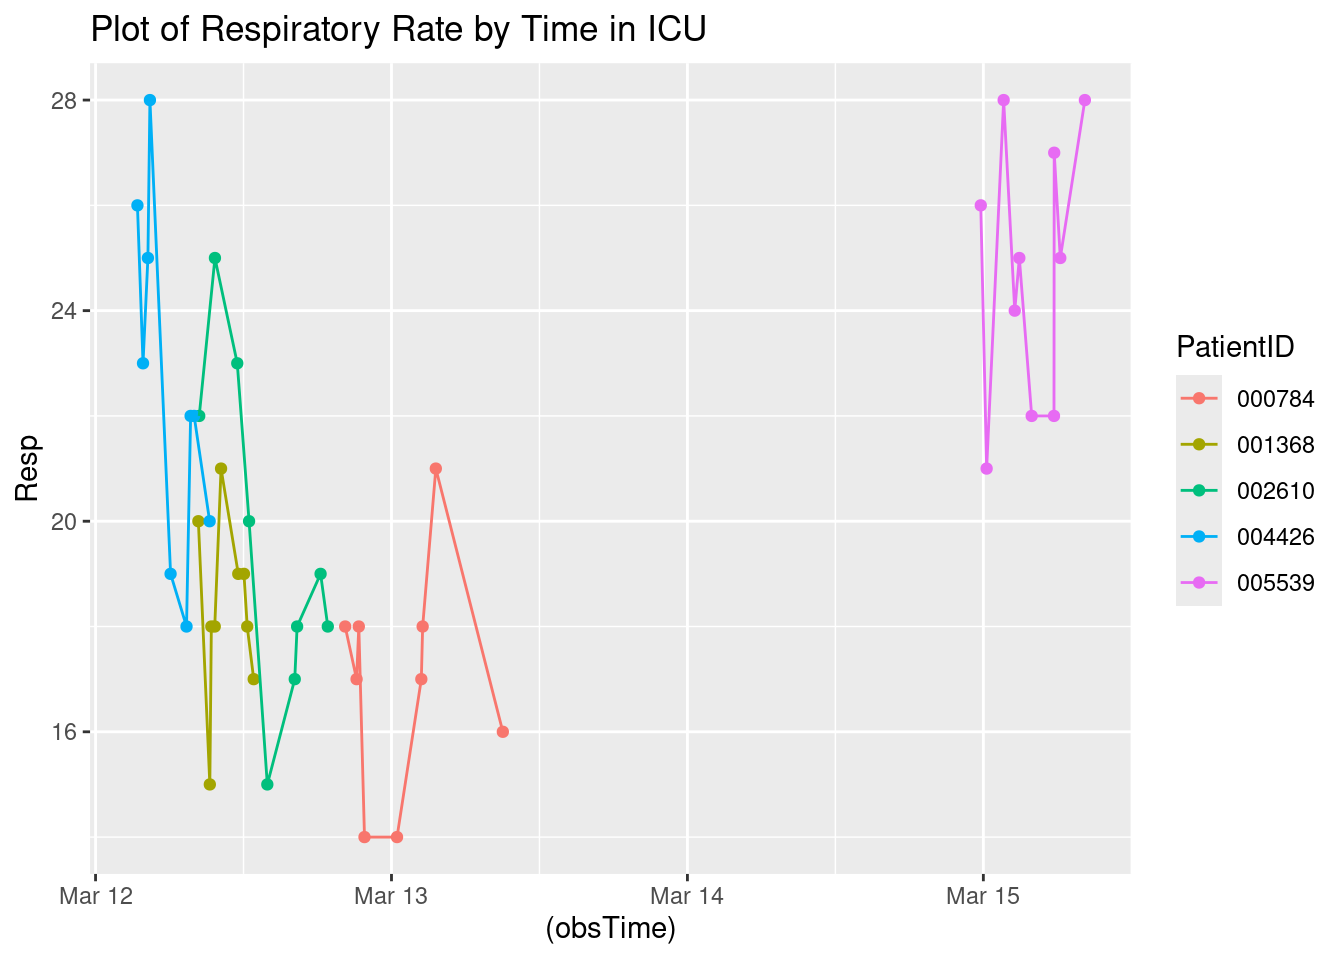 Plot of Respiratory Rate by Time in ICU
28
24
20
16
Resp
Mar 12
Mar 13
Mar 14
Mar 15
(obsTime)
PatientID
000784
001368
002610
004426
005539